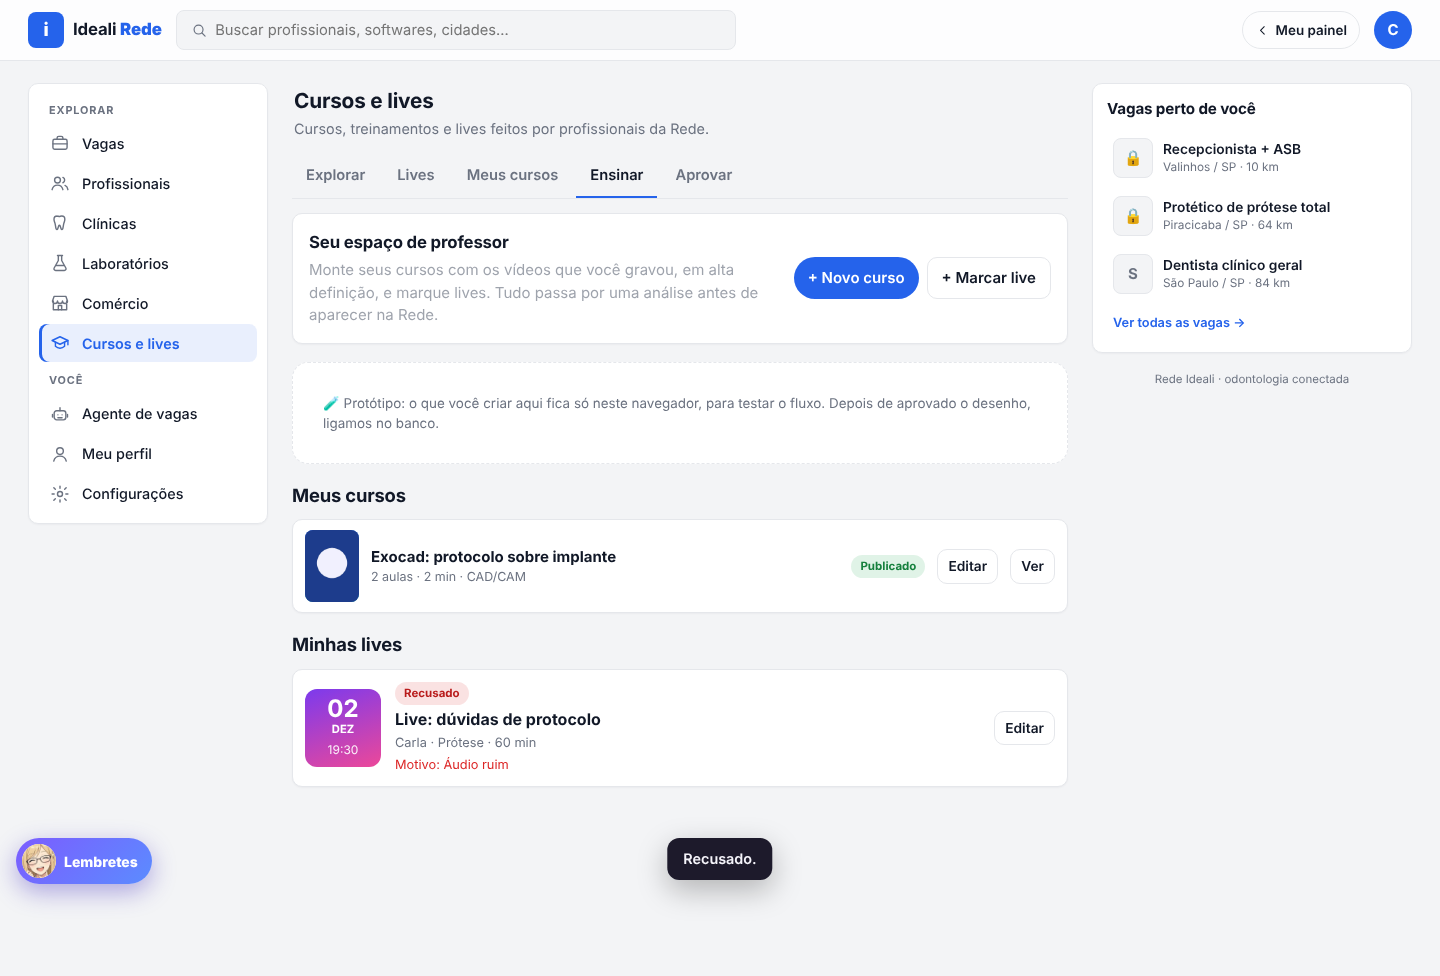 i
Ideali Rede
Buscar profissionais, softwares, cidades...
Meu painel
C
EXPLORAR
Vagas
Profissionais
Clínicas
Laboratórios
Comércio
Cursos e lives
VOCÊ
Agente de vagas
Meu perfil
Configurações
Cursos e lives
Cursos, treinamentos e lives feitos por profissionais da Rede.
Explorar
Lives
Meus cursos
Ensinar
Aprovar
Seu espaço de professor
Monte seus cursos com os vídeos que você gravou, em alta
definição, e marque lives. Tudo passa por uma análise antes de
aparecer na Rede.
+ Novo curso
+ Marcar live
🧪 Protótipo: o que você criar aqui fica só neste navegador, para testar o fluxo. Depois de aprovado o desenho,
ligamos no banco.
Meus cursos
Exocad: protocolo sobre implante
2 aulas · 2 min · CAD/CAM
Publicado
Editar
Ver
Minhas lives
02
DEZ
19:30
Recusado
Live: dúvidas de protocolo
Carla · Prótese · 60 min
Motivo: Áudio ruim
Editar
Vagas perto de você
Recepcionista + ASB
Valinhos / SP · 10 km
Protético de prótese total
Piracicaba / SP · 64 km
S
Dentista clínico geral
São Paulo / SP · 84 km
Ver todas as vagas →
Rede Ideali · odontologia conectada
Lembretes
Recusado.